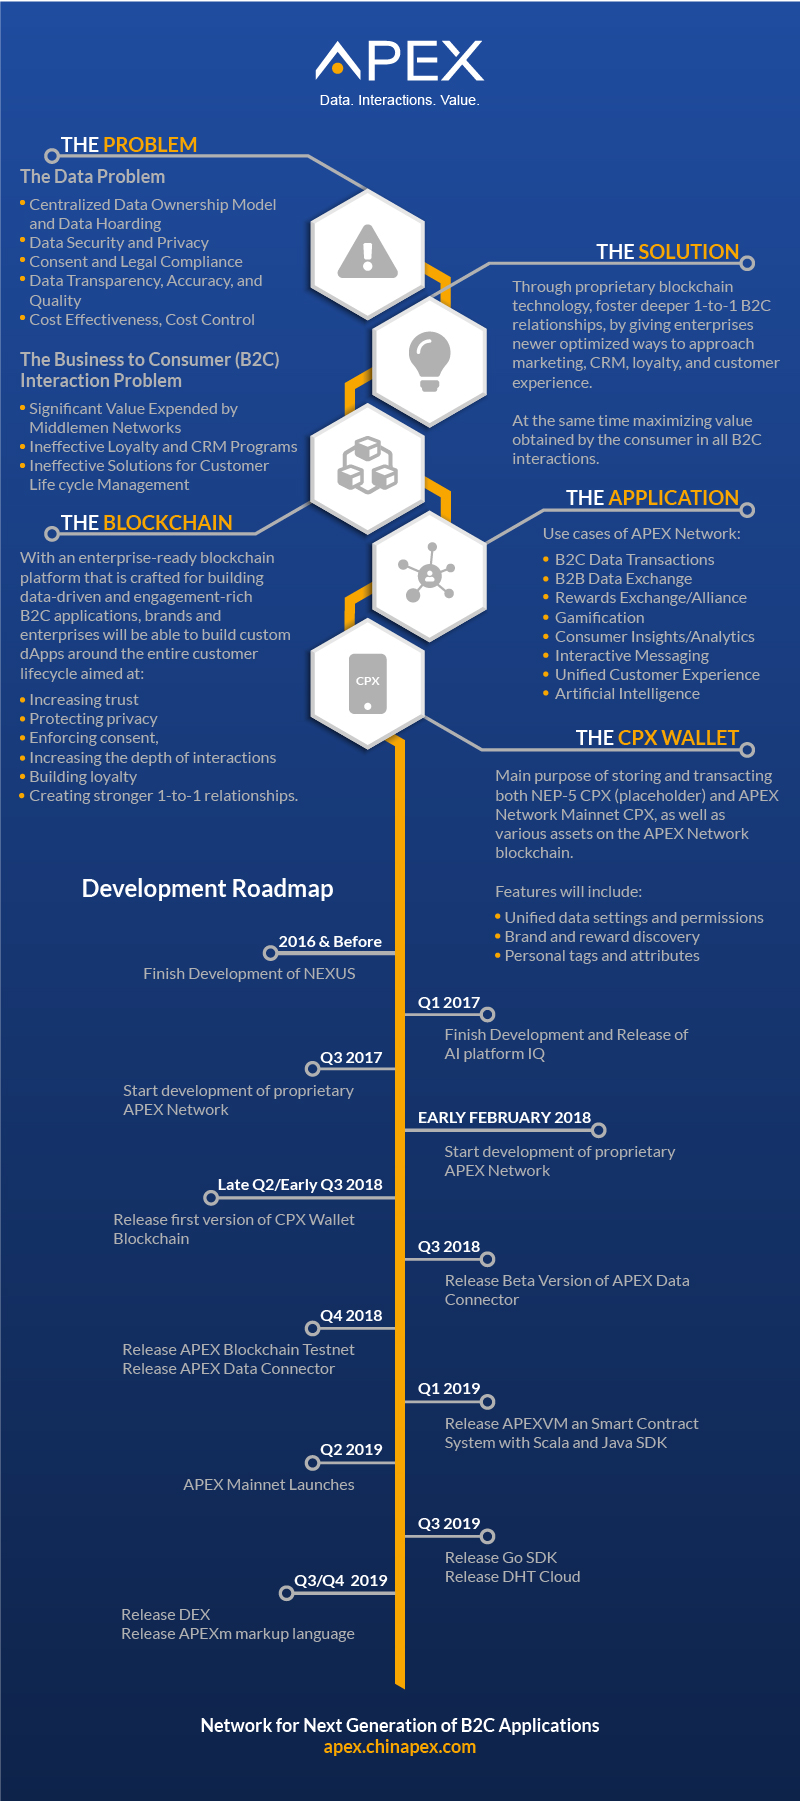 APEX
Data. Interactions. Value.
THE PROBLEM
The Data Problem
• Centralized Data Ownership Model
and Data Hoarding
• Data Security and Privacy
• Consent and Legal Compliance
• Data Transparency, Accuracy, and
Quality
• Cost Effectiveness, Cost Control
The Business to Consumer (B2C)
Interaction Problem
• Significant Value Expended by
Middlemen Networks
• Ineffective Loyalty and CRM Programs
• Ineffective Solutions for Customer
Life cycle Management
THE SOLUTION
Through proprietary blockchain
technology, foster deeper 1-to-1 B2C
relationships, by giving enterprises
newer optimized ways to approach
marketing, CRM, loyalty, and customer
experience.
At the same time maximizing value
obtained by the consumer in all B2C
interactions.
THE BLOCKCHAIN
With an enterprise-ready blockchain
platform that is crafted for building
data-driven and engagement-rich
B2C applications, brands and
enterprises will be able to build custom
dApps around the entire customer
lifecycle aimed at:
• Increasing trust
• Protecting privacy
• Enforcing consent,
• Increasing the depth of interactions
• Building loyalty
• Creating stronger 1-to-1 relationships.
THE APPLICATION
Use cases of APEX Network:
• B2C Data Transactions
• B2B Data Exchange
• Rewards Exchange/Alliance
• Gamification
• Consumer Insights/Analytics
• Interactive Messaging
• Unified Customer Experience
• Artificial Intelligence
CPX
THE CPX WALLET
Main purpose of storing and transacting
both NEP-5 CPX (placeholder) and APEX
Network Mainnet CPX, as well as
various assets on the APEX Network
blockchain.
Features will include:
• Unified data settings and permissions
• Brand and reward discovery
• Personal tags and attributes
Development Roadmap
2016 & Before
Finish Development of NEXUS
Q1 2017
Finish Development and Release of
AI platform IQ
Q3 2017
Start development of proprietary
APEX Network
EARLY FEBRUARY 2018
Start development of proprietary
APEX Network
Late Q2/Early Q3 2018
Release first version of CPX Wallet
Blockchain
Q3 2018
Release Beta Version of APEX Data
Connector
Q4 2018
Release APEX Blockchain Testnet
Release APEX Data Connector
Q1 2019
Release APEXVM an Smart Contract
System with Scala and Java SDK
Q2 2019
APEX Mainnet Launches
Q3 2019
Release Go SDK
Release DHT Cloud
Q3/Q4 2019
Release DEX
Release APEXm markup language
Network for Next Generation of B2C Applications
apex.chinapex.com